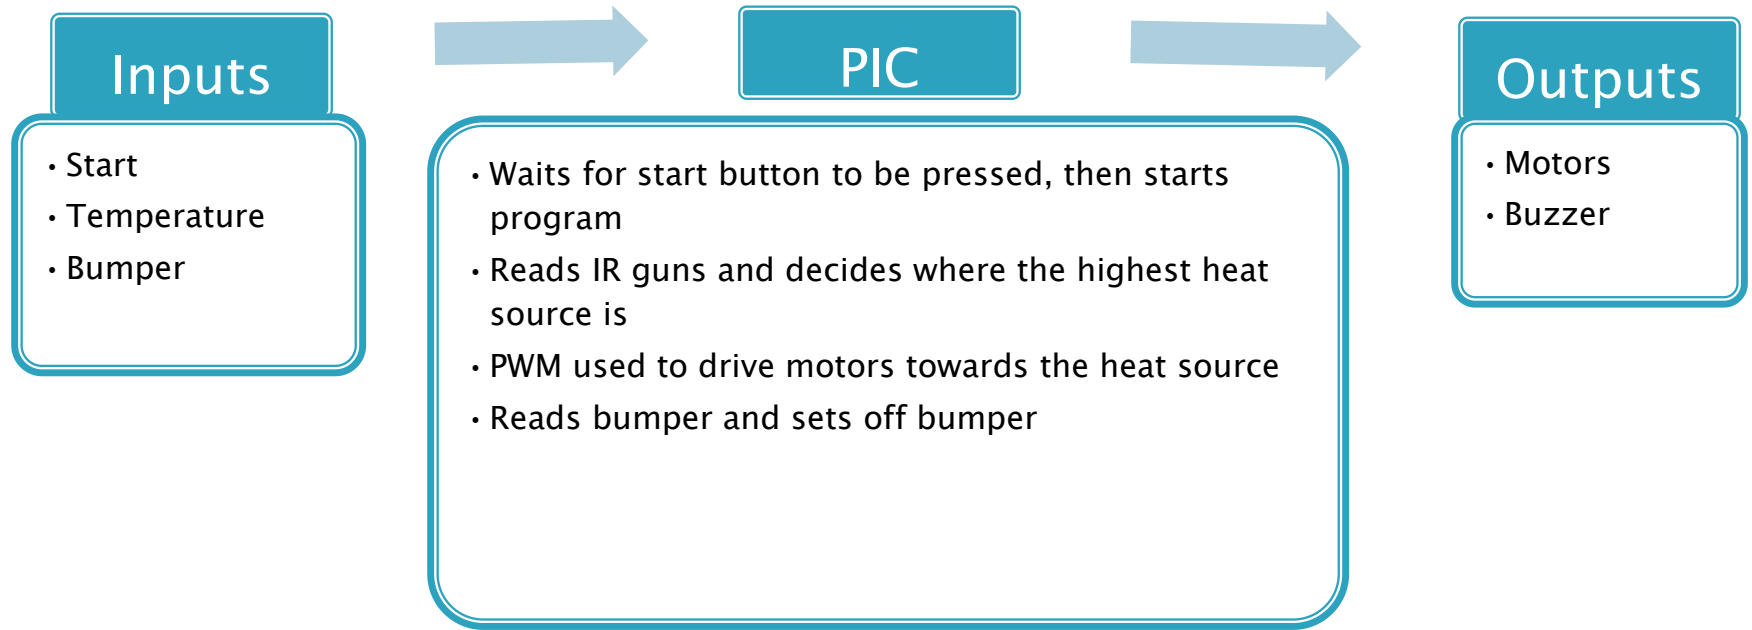 Inputs
• Start
• Temperature
• Bumper
PIC
• Waits for start button to be pressed, then starts
program
• Reads IR guns and decides where the highest heat
source is
• PWM used to drive motors towards the heat source
• Reads bumper and sets off bumper
Outputs
• Motors
• Buzzer